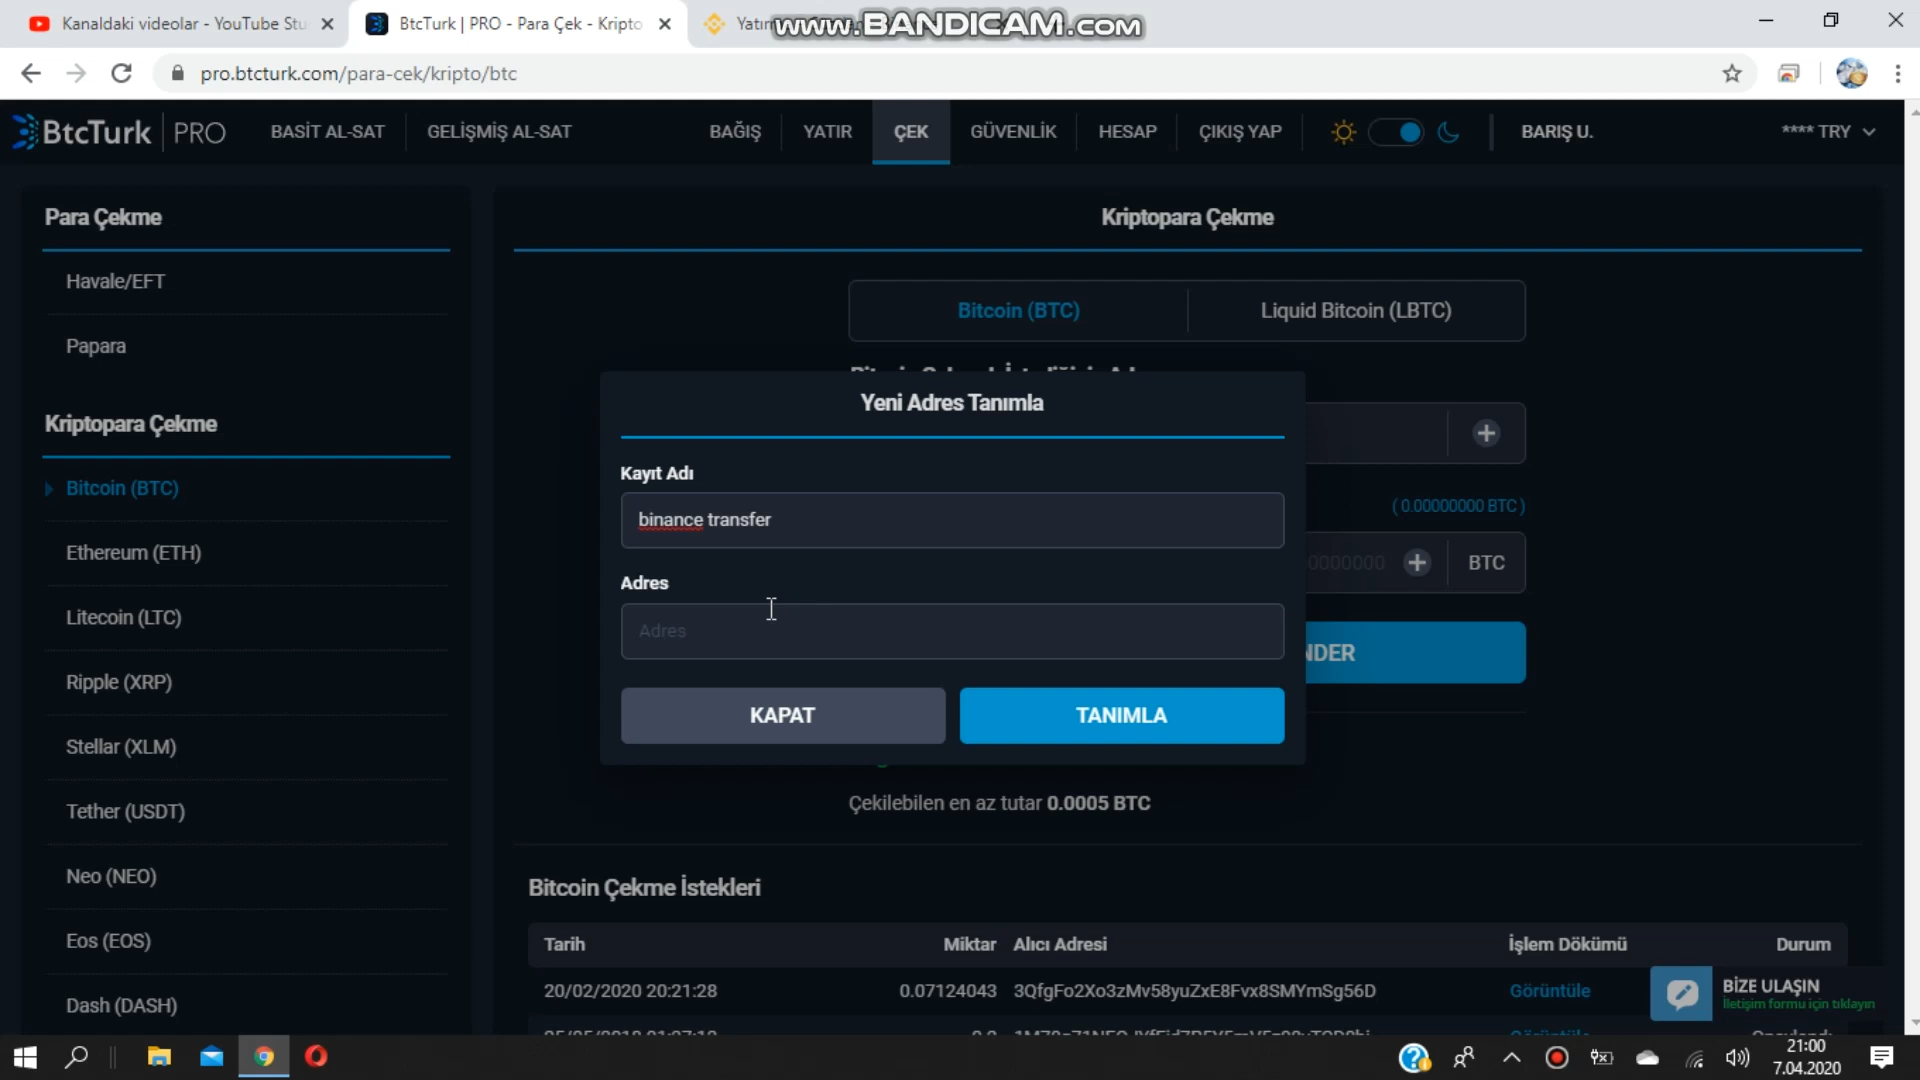 Kanaldaki videolar - YouTube Stu
BtcTurk | PRO - Para Çek - Kripto
www.BANDICAM.com
pro.btcturk.com/para-cek/kripto/btc
BtcTurk | PRO
BASİT AL-SAT
GELİŞMİŞ AL-SAT
BAĞIŞ
YATIR
ÇEK
GÜVENLİK
HESAP
ÇIKIŞ YAP
BARIŞ U.
**** TRY
Para Çekme
Havale/EFT
Papara
Kriptopara Çekme
Bitcoin (BTC)
Ethereum (ETH)
Litecoin (LTC)
Ripple (XRP)
Stellar (XLM)
Tether (USDT)
Neo (NEO)
Eos (EOS)
Dash (DASH)
Kriptopara Çekme
Bitcoin (BTC)
Liquid Bitcoin (LBTC)
( 0.00000000 BTC )
0000000
BTC
NDER
Yeni Adres Tanımla
Kayıt Adı
binance transfer
Adres
Adres
KAPAT
TANIMLA
Çekilebilen en az tutar 0.0005 BTC
Bitcoin Çekme İstekleri
Tarih Miktar Alıcı Adresi İşlem Dökümü Durum
20/02/2020 20:21:28 0.07124043 3QfgFo2Xo3zMv58yuZxE8Fvx8SMYmSg56D Görüntüle
BİZE ULAŞIN
İletişim formu için tıklayın
21:00
7.04.2020